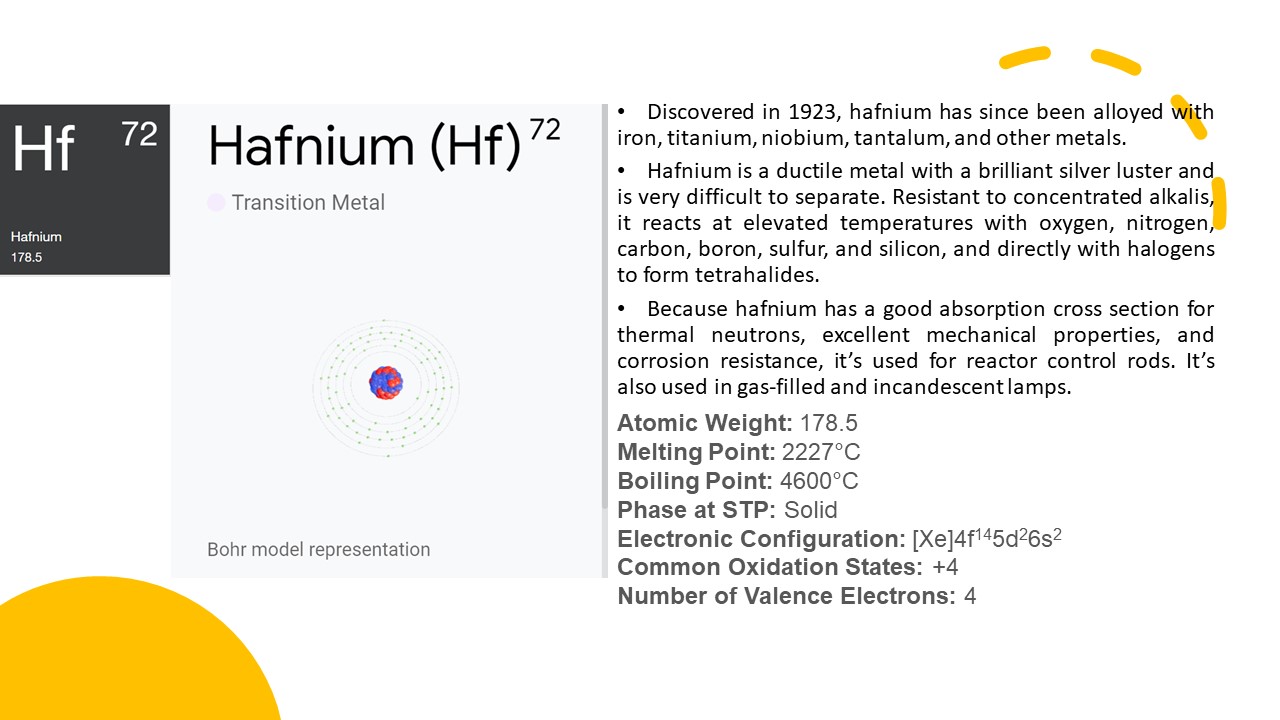 Hf 72
Hafnium
178.5
Hafnium (Hf) 72
Transition Metal
Bohr model representation
• Discovered in 1923, hafnium has since been alloyed with
iron, titanium, niobium, tantalum, and other metals.
• Hafnium is a ductile metal with a brilliant silver luster and
is very difficult to separate. Resistant to concentrated alkalis,
it reacts at elevated temperatures with oxygen, nitrogen,
carbon, boron, sulfur, and silicon, and directly with halogens
to form tetrahalides.
• Because hafnium has a good absorption cross section for
thermal neutrons, excellent mechanical properties, and
corrosion resistance, it’s used for reactor control rods. It’s
also used in gas-filled and incandescent lamps.
Atomic Weight: 178.5
Melting Point: 2227°C
Boiling Point: 4600°C
Phase at STP: Solid
Electronic Configuration: [Xe]4f¹⁴5d²6s²
Common Oxidation States: +4
Number of Valence Electrons: 4